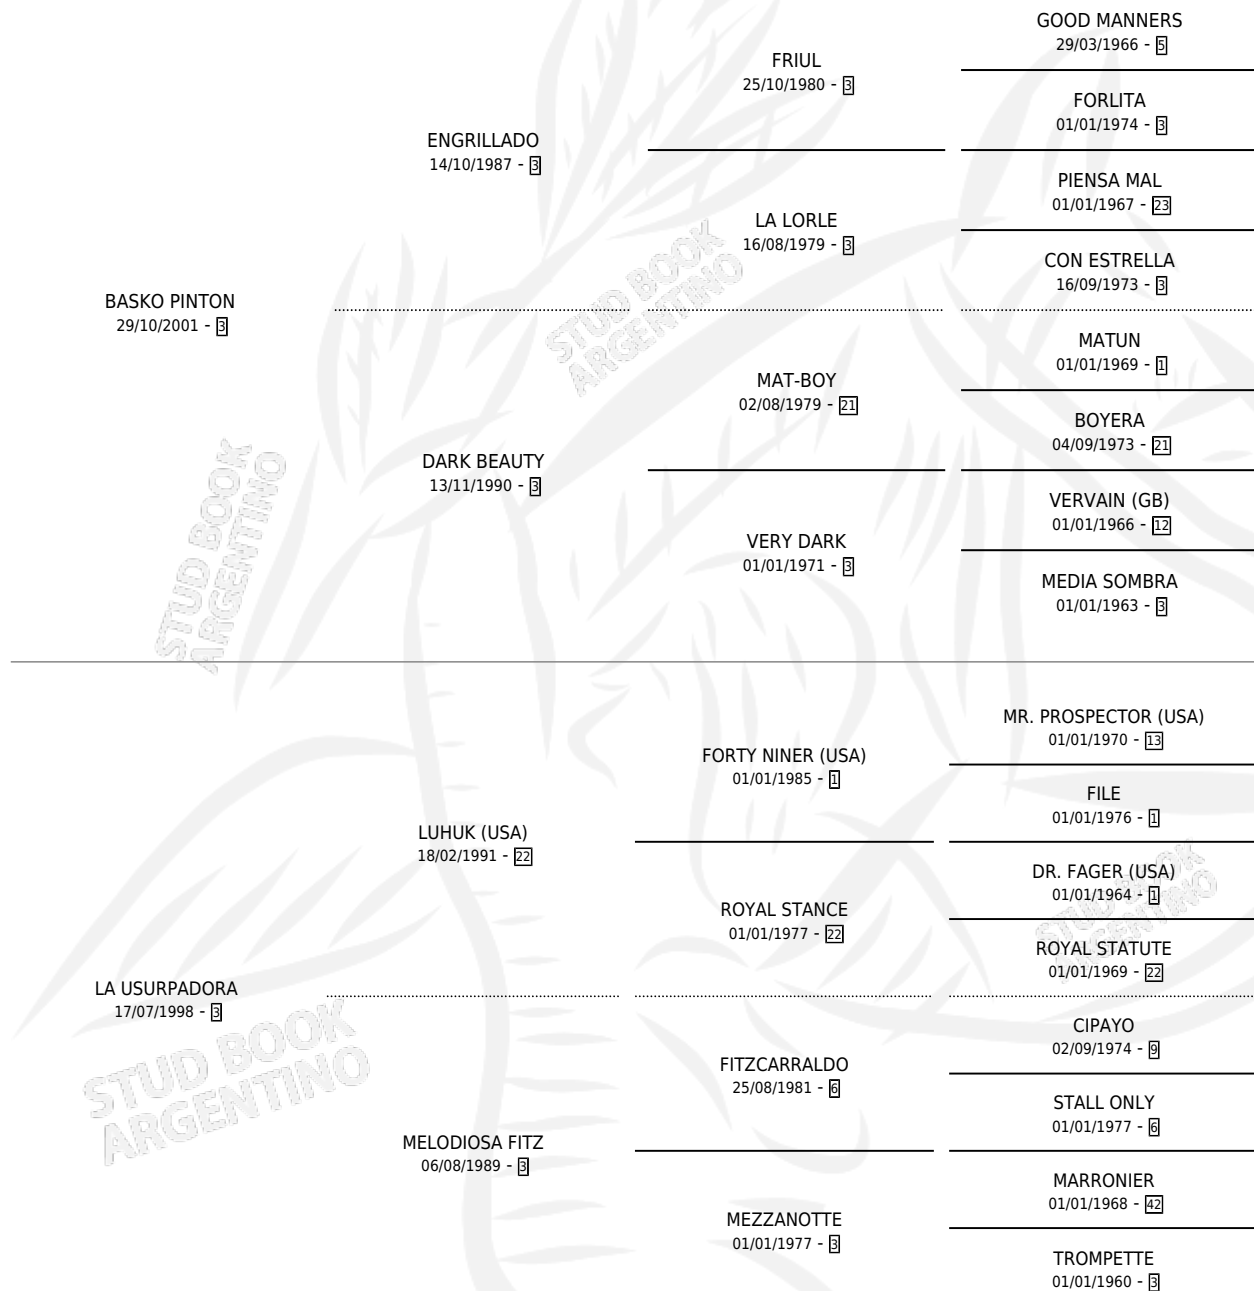 GOOD MANNERS
29/03/1966 - 5
FRIUL
25/10/1980 - 3
FORLITA
01/01/1974 - 3
ENGRILLADO
14/10/1987 - 3
PIENSA MAL
01/01/1967 - 23
LA LORLE
16/08/1979 - 3
CON ESTRELLA
16/09/1973 - 3
BASKO PINTON
29/10/2001 - 3
STUD BOOK
ARGENTINO
MATUN
01/01/1969 - 1
MAT-BOY
02/08/1979 - 21
BOYERA
04/09/1973 - 21
DARK BEAUTY
13/11/1990 - 3
VERVAIN (GB)
01/01/1966 - 12
VERY DARK
01/01/1971 - 3
MEDIA SOMBRA
01/01/1963 - 3
STUD BOOK
ARGENTINO
MR. PROSPECTOR (USA)
01/01/1970 - 13
FORTY NINER (USA)
01/01/1985 - 1
FILE
01/01/1976 - 1
LUHUK (USA)
18/02/1991 - 22
DR. FAGER (USA)
01/01/1964 - 1
ROYAL STANCE
01/01/1977 - 22
STUD BOOK
ARGENTINO
ROYAL STATUTE
01/01/1969 - 22
LA USURPADORA
17/07/1998 - 3
STUD BOOK
ARGENTINO
CIPAYO
02/09/1974 - 9
FITZCARRALDO
25/08/1981 - 6
STALL ONLY
01/01/1977 - 6
MELODIOSA FITZ
06/08/1989 - 3
MARRONIER
01/01/1968 - 42
MEZZANOTTE
01/01/1977 - 3
TROMPETTE
01/01/1960 - 3